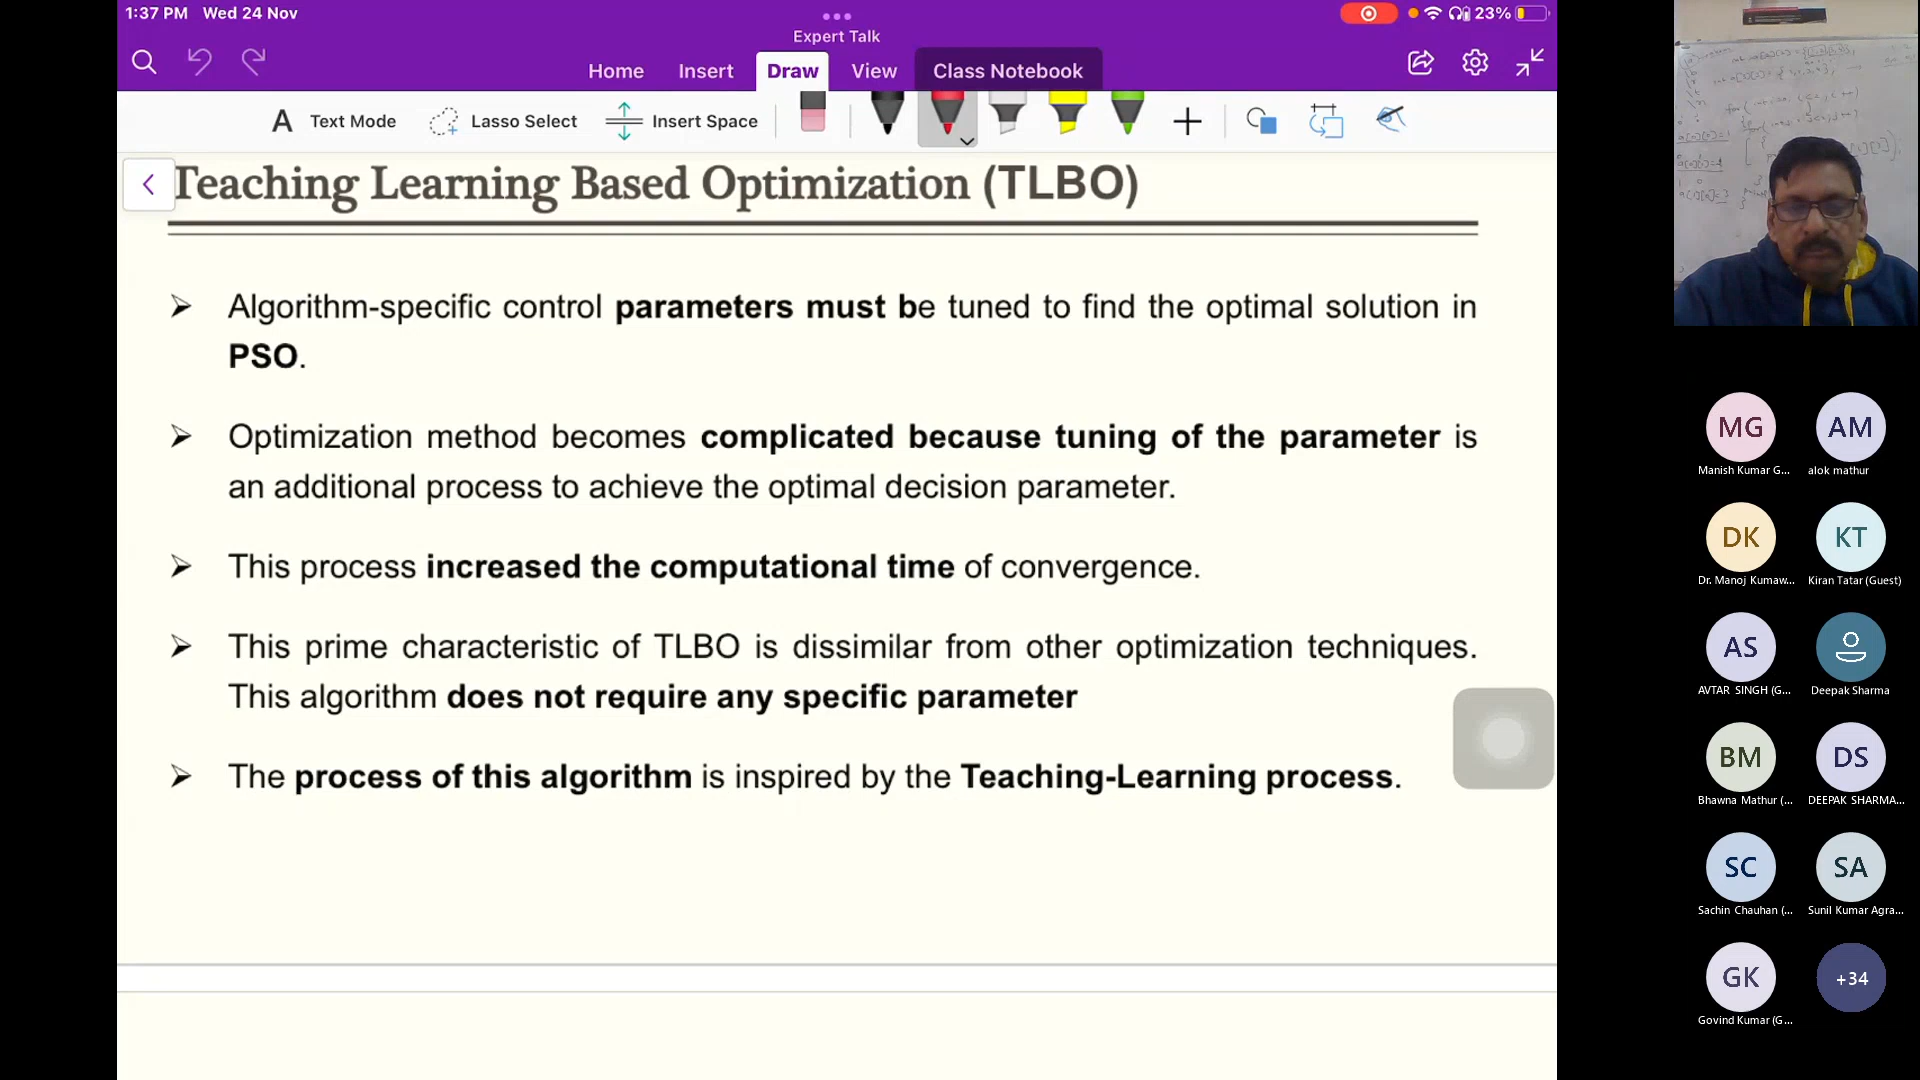 1:37 PM Wed 24 Nov
23%
Expert Talk
Home Insert Draw View Class Notebook
A Text Mode Lasso Select Insert Space
Teaching Learning Based Optimization (TLBO)
➢ Algorithm-specific control parameters must be tuned to find the optimal solution in
PSO.
➢ Optimization method becomes complicated because tuning of the parameter is
an additional process to achieve the optimal decision parameter.
➢ This process increased the computational time of convergence.
➢ This prime characteristic of TLBO is dissimilar from other optimization techniques.
This algorithm does not require any specific parameter
➢ The process of this algorithm is inspired by the Teaching-Learning process.
MG AM
Manish Kumar G... alok mathur
DK KT
Dr. Manoj Kumaw... Kiran Tatar (Guest)
AS
AVTAR SINGH (G... Deepak Sharma
BM DS
Bhawna Mathur (... DEEPAK SHARMA...
SC SA
Sachin Chauhan (... Sunil Kumar Agra...
GK +34
Govind Kumar (G...